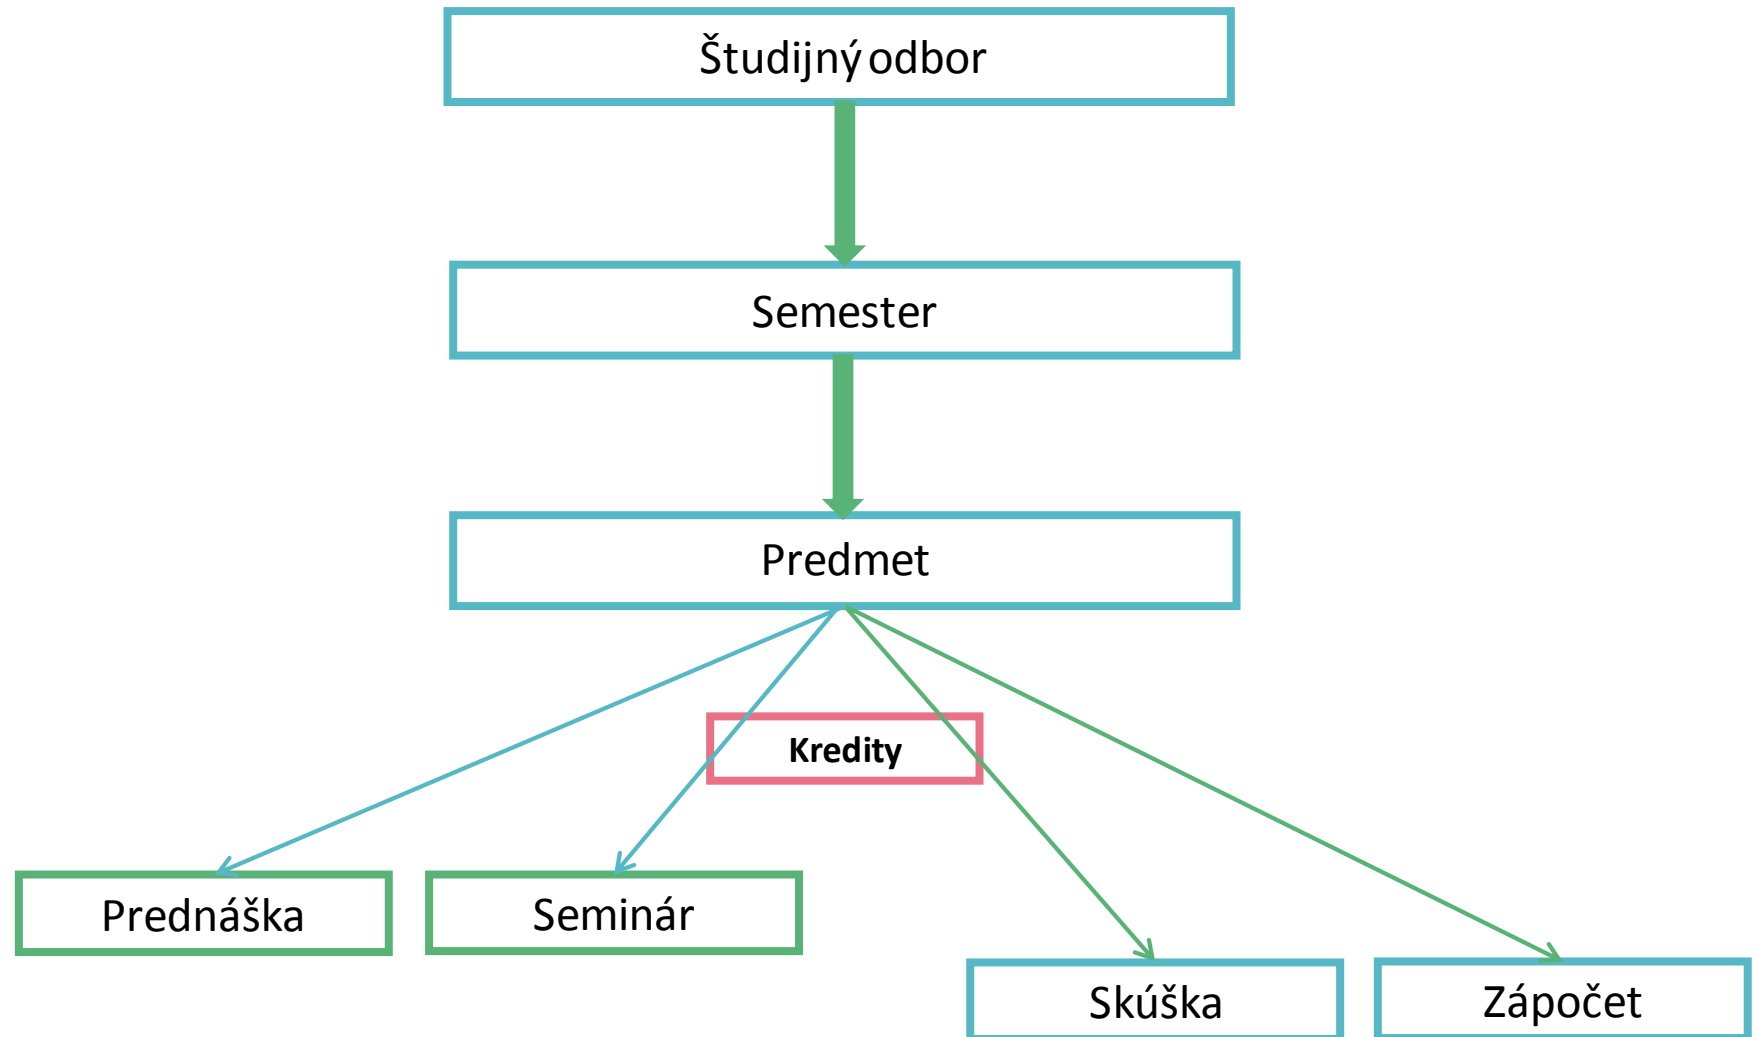 Študijný odbor
Semester
Predmet
Kredity
Prednáška
Seminár
Skúška
Zápočet